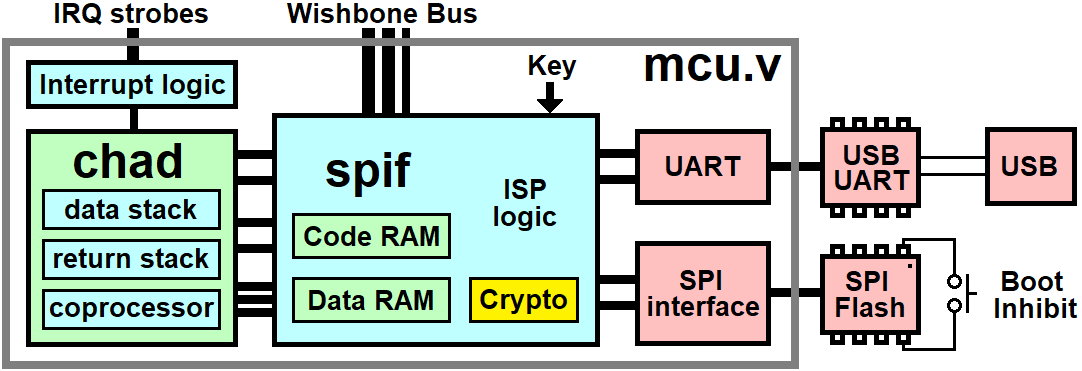 IRQ strobes
Wishbone Bus
Interrupt logic
Key
mcu.v
chad
data stack
return stack
coprocessor
spif
ISP
logic
Code RAM
Data RAM
Crypto
UART
SPI
interface
USB
UART
USB
SPI
Flash
Boot
Inhibit